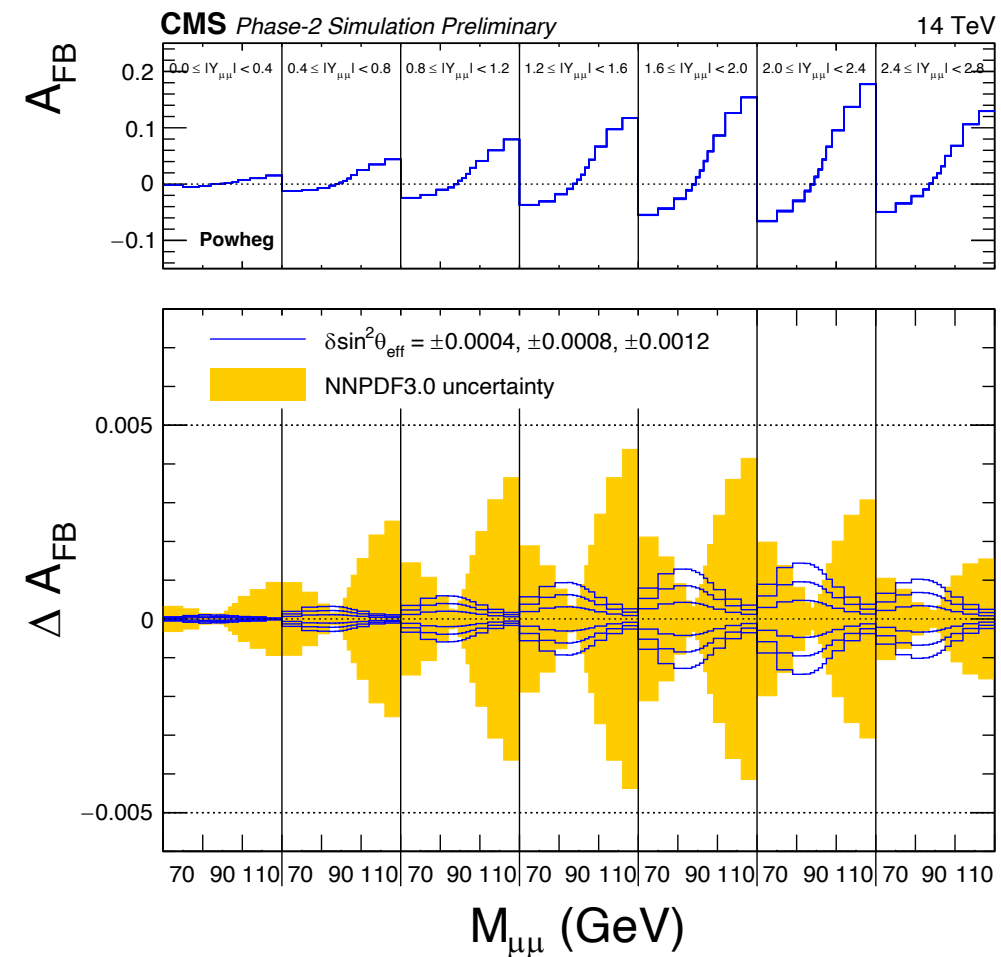 CMS Phase-2 Simulation Preliminary 14 TeV
A_FB
0.2
0.1
0
−0.1
0.0 ≤ |Y_μμ| < 0.4 0.4 ≤ |Y_μμ| < 0.8 0.8 ≤ |Y_μμ| < 1.2 1.2 ≤ |Y_μμ| < 1.6 1.6 ≤ |Y_μμ| < 2.0 2.0 ≤ |Y_μμ| < 2.4 2.4 ≤ |Y_μμ| < 2.8
Powheg
δsin²θ_eff = ±0.0004, ±0.0008, ±0.0012
NNPDF3.0 uncertainty
Δ A_FB
0.005
0
−0.005
70 90 110 70 90 110 70 90 110 70 90 110 70 90 110 70 90 110 70 90 110
M_μμ (GeV)